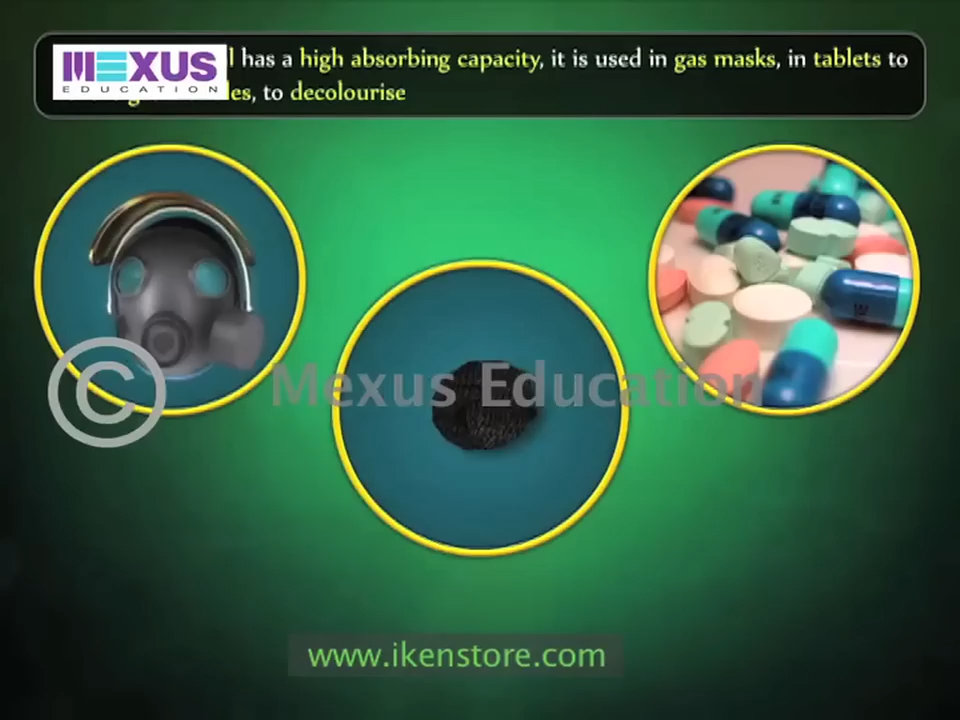 MEXUS
EDUCATION
has a high absorbing capacity, it is used in gas masks, in tablets to
to decolourise
© Mexus Education
www.ikenstore.com